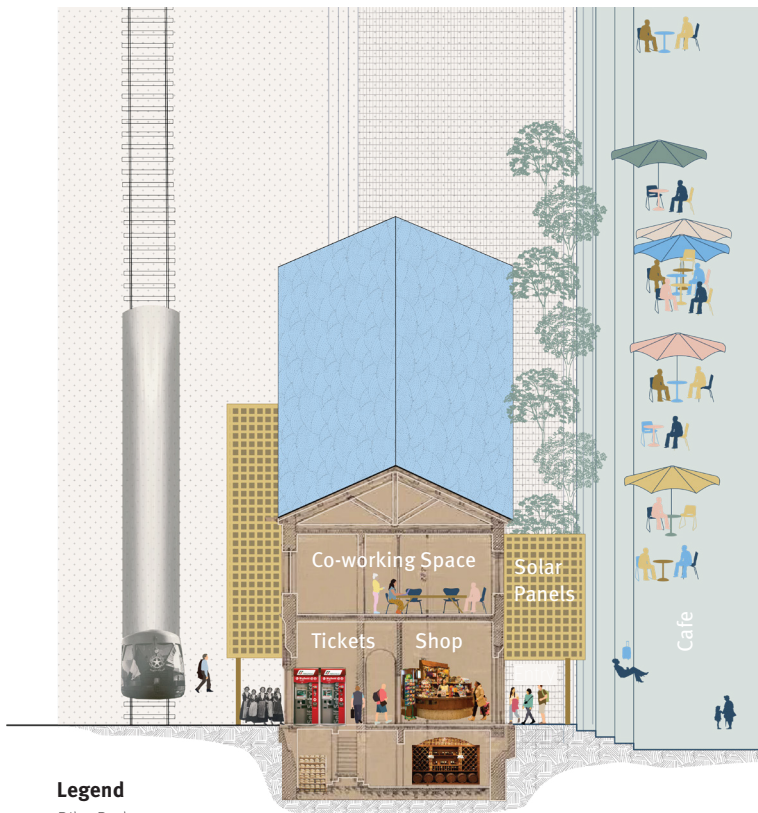 Co-working Space
Solar
Panels
Tickets
Shop
Cafe
Legend